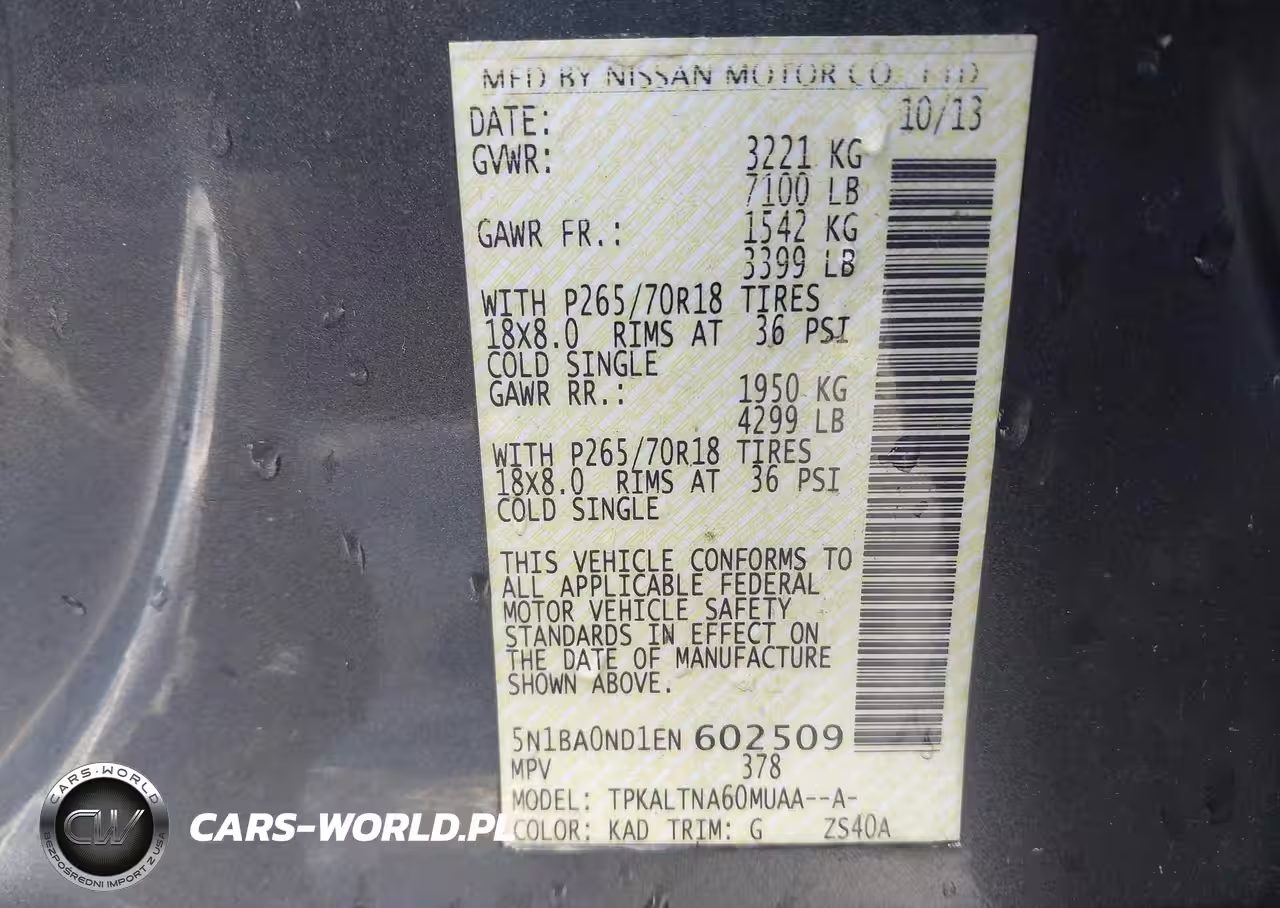 MFD BY NISSAN MOTOR CO., LTD
DATE: 10/13
GVWR: 3221 KG
7100 LB
GAWR FR.: 1542 KG
3399 LB
WITH P265/70R18 TIRES
18X8.0 RIMS AT 36 PSI
COLD SINGLE
GAWR RR.: 1950 KG
4299 LB
WITH P265/70R18 TIRES
18X8.0 RIMS AT 36 PSI
COLD SINGLE
THIS VEHICLE CONFORMS TO
ALL APPLICABLE FEDERAL
MOTOR VEHICLE SAFETY
STANDARDS IN EFFECT ON
THE DATE OF MANUFACTURE
SHOWN ABOVE.
5N1BA0ND1EN 602509
MPV 378
MODEL: TPKALTNA60MUAA--A-
COLOR: KAD TRIM: G ZS40A
CARS-WORLD
CW
BEZPOŚREDNI IMPORT Z USA
CARS-WORLD.PL